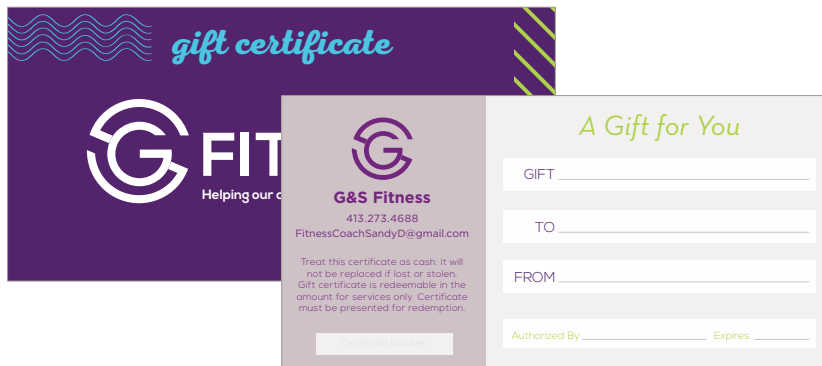 gift certificate
G FIT
Helping our
G
G&S Fitness
413.273.4688
FitnessCoachSandyD@gmail.com
Treat this certificate as cash. It will
not be replaced if lost or stolen.
Gift certificate is redeemable in the
amount for services only. Certificate
must be presented for redemption.
Certificate Number
A Gift for You
GIFT
TO
FROM
Authorized By Expires